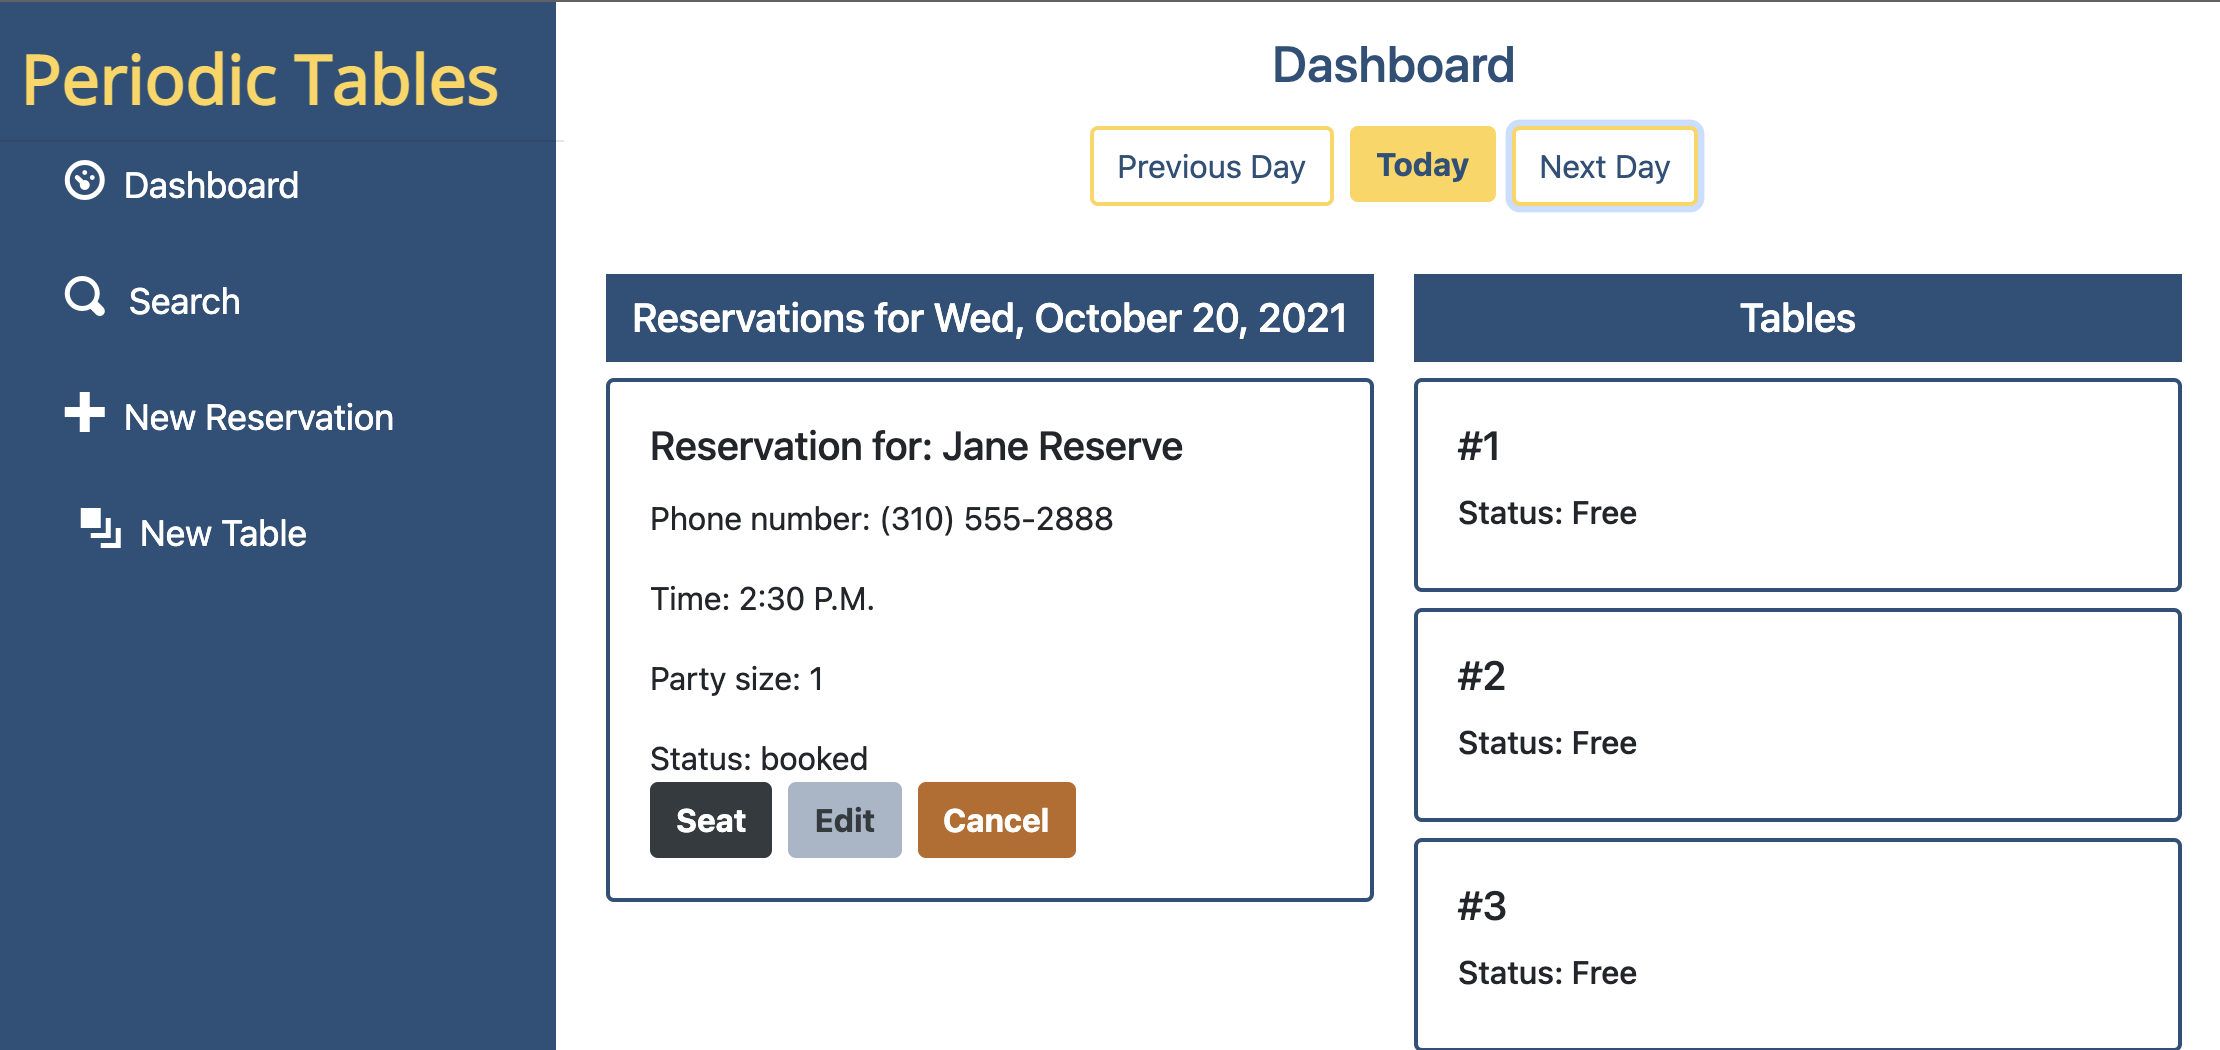 Periodic Tables
Dashboard
Search
New Reservation
New Table
Dashboard
Previous Day
Today
Next Day
Reservations for Wed, October 20, 2021
Reservation for: Jane Reserve
Phone number: (310) 555-2888
Time: 2:30 P.M.
Party size: 1
Status: booked
Seat
Edit
Cancel
Tables
#1
Status: Free
#2
Status: Free
#3
Status: Free